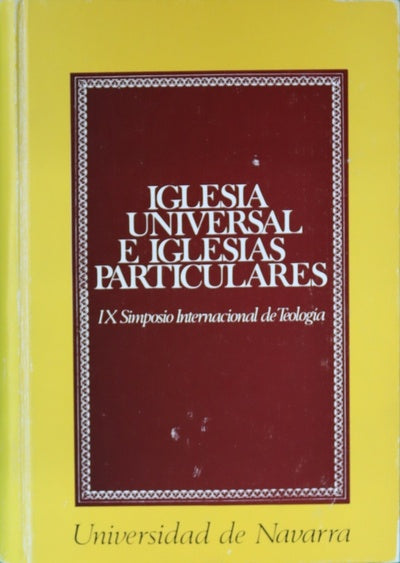 IGLESIA
UNIVERSAL
E IGLESIAS
PARTICULARES
IX Simposio Internacional de Teología
Universidad de Navarra